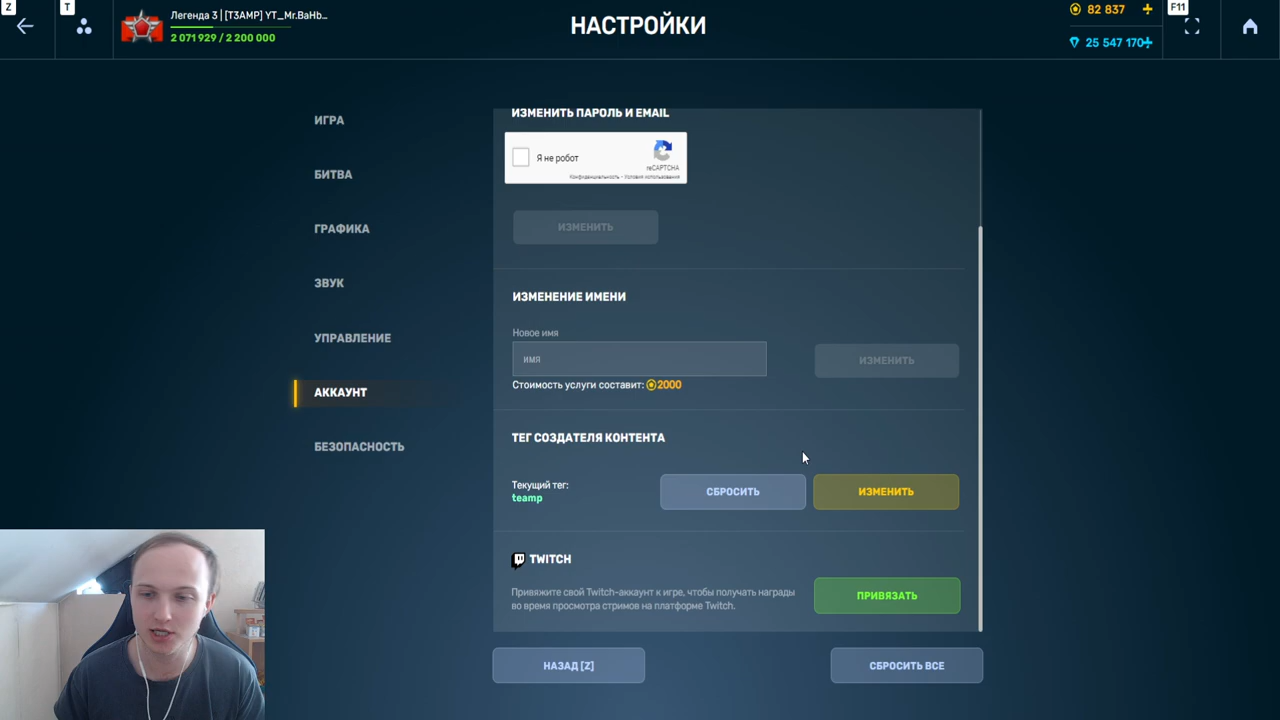 Z
T
Легенда 3 | [T3AMP] YT_Mr.BaHb...
2 071 929 / 2 200 000
НАСТРОЙКИ
82 837 +
25 547 170+
F11
ИГРА
БИТВА
ГРАФИКА
ЗВУК
УПРАВЛЕНИЕ
АККАУНТ
БЕЗОПАСНОСТЬ
ИЗМЕНИТЬ ПАРОЛЬ И EMAIL
Я не робот
reCAPTCHA
Конфиденциальность - Условия использования
ИЗМЕНИТЬ
ИЗМЕНЕНИЕ ИМЕНИ
Новое имя
имя
ИЗМЕНИТЬ
Стоимость услуги составит: 2000
ТЕГ СОЗДАТЕЛЯ КОНТЕНТА
Текущий тег:
teamp
СБРОСИТЬ
ИЗМЕНИТЬ
TWITCH
Привяжите свой Twitch-аккаунт к игре, чтобы получать награды
во время просмотра стримов на платформе Twitch.
ПРИВЯЗАТЬ
НАЗАД [Z]
СБРОСИТЬ ВСЕ